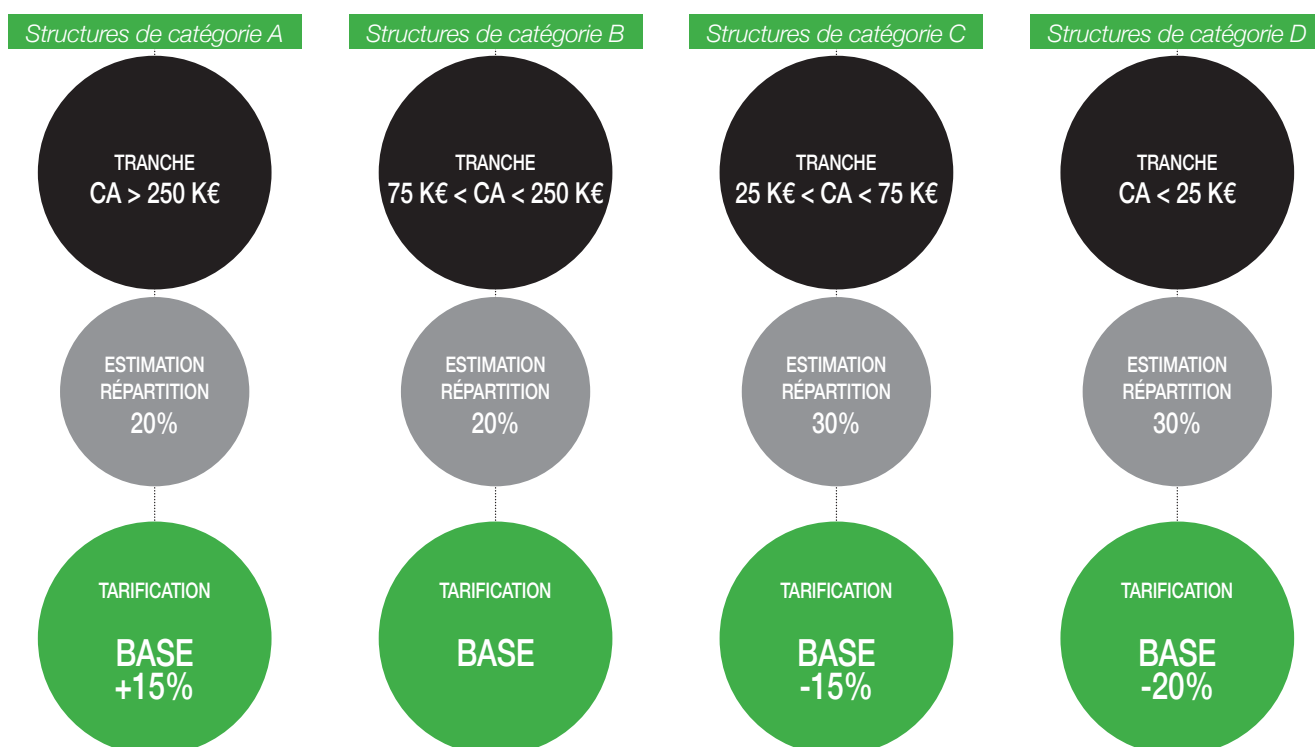 Structures de catégorie A
TRANCHE
CA > 250 K€
ESTIMATION
RÉPARTITION
20%
TARIFICATION
BASE
+15%
Structures de catégorie B
TRANCHE
75 K€ < CA < 250 K€
ESTIMATION
RÉPARTITION
20%
TARIFICATION
BASE
Structures de catégorie C
TRANCHE
25 K€ < CA < 75 K€
ESTIMATION
RÉPARTITION
30%
TARIFICATION
BASE
-15%
Structures de catégorie D
TRANCHE
CA < 25 K€
ESTIMATION
RÉPARTITION
30%
TARIFICATION
BASE
-20%